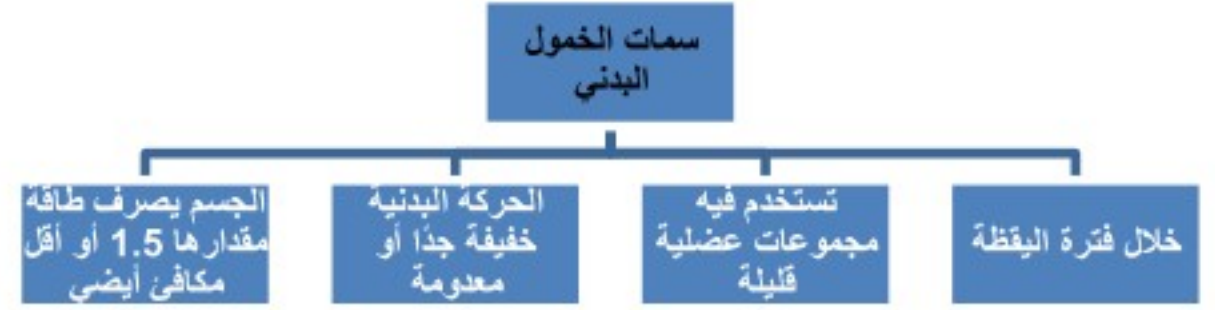 سمات الخمول
البدني
خلال فترة اليقظة
تستخدم فيه
مجموعات عضلية
قليلة
الحركة البدنية
خفيفة جدًا أو
معدومة
الجسم يصرف طاقة
مقدارها 1.5 أو أقل
مكافئ أيضي